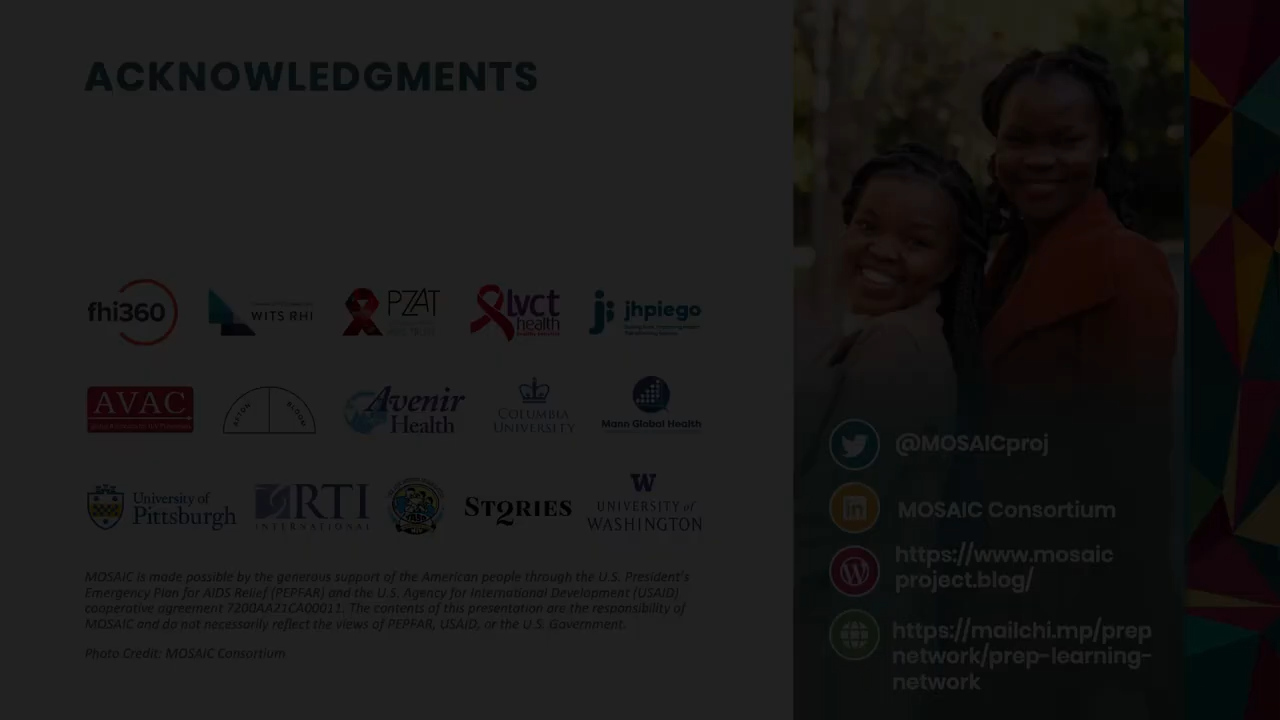 ACKNOWLEDGMENTS
fhi360
WITS RHI
PZAT
lvct
health
jhpiego
AVAC
AFTON
BLOOM
Avenir
Health
COLUMBIA
UNIVERSITY
Mann Global Health
University of
Pittsburgh
RTI
INTERNATIONAL
ST2RIES
W
UNIVERSITY of
WASHINGTON
MOSAIC is made possible by the generous support of the American people through the U.S. President's
Emergency Plan for AIDS Relief (PEPFAR) and the U.S. Agency for International Development (USAID)
cooperative agreement 7200AA21CA00011. The contents of this presentation are the responsibility of
MOSAIC and do not necessarily reflect the views of PEPFAR, USAID, or the U.S. Government.
Photo Credit: MOSAIC Consortium
@MOSAICproj
in
MOSAIC Consortium
https://www.mosaic
project.blog/
https://mailchi.mp/prep
network/prep-learning-
network